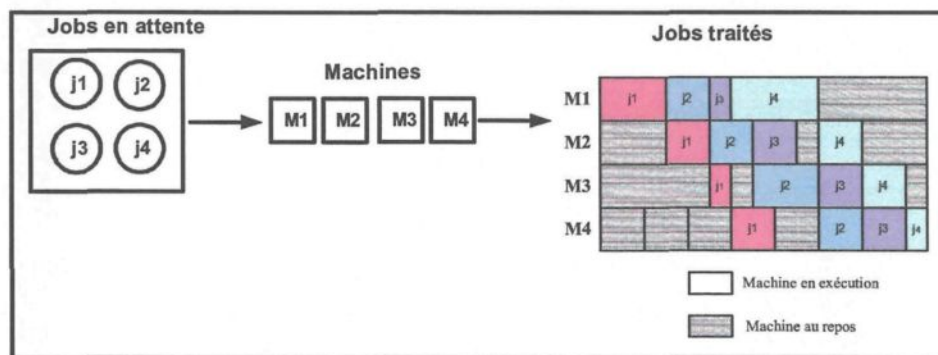 Jobs en attente
j1 j2
j3 j4
Machines
M1 M2 M3 M4
Jobs traités
M1 j1 j2 j3 j4
M2 j1 j2 j3 j4
M3 j1 j2 j3 j4
M4 j1 j2 j3 j4
Machine en exécution
Machine au repos